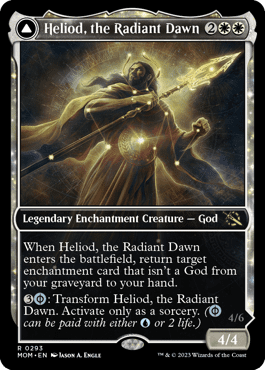 Heliod, the Radiant Dawn 2
Legendary Enchantment Creature — God
When Heliod, the Radiant Dawn
enters the battlefield, return target
enchantment card that isn't a God from
your graveyard to your hand.
3: Transform Heliod, the Radiant
Dawn. Activate only as a sorcery. (
can be paid with either or 2 life.)
4/6
4/4
R 0293
MOM • EN JASON A. ENGLE
™ & © 2023 Wizards of the Coast